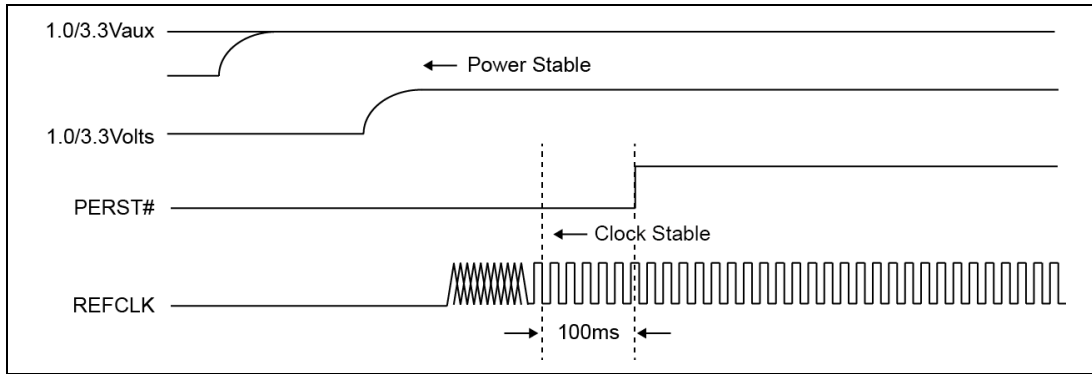 1.0/3.3Vaux
Power Stable
1.0/3.3Volts
PERST#
Clock Stable
REFCLK
100ms